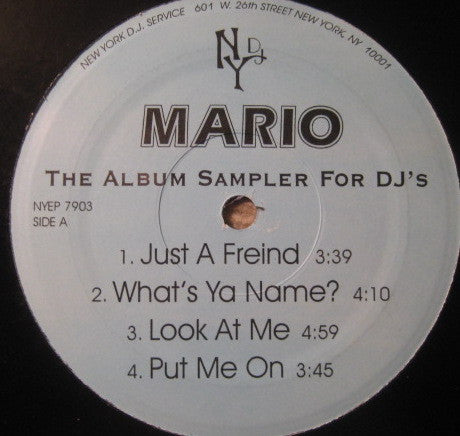 NEW YORK D.J. SERVICE 601 W. 26th STREET NEW YORK, NY 10001
N DJ
Y
MARIO
THE ALBUM SAMPLER FOR DJ'S
NYEP 7903
SIDE A
1. Just A Freind 3:39
2. What's Ya Name? 4:10
3. Look At Me 4:59
4. Put Me On 3:45